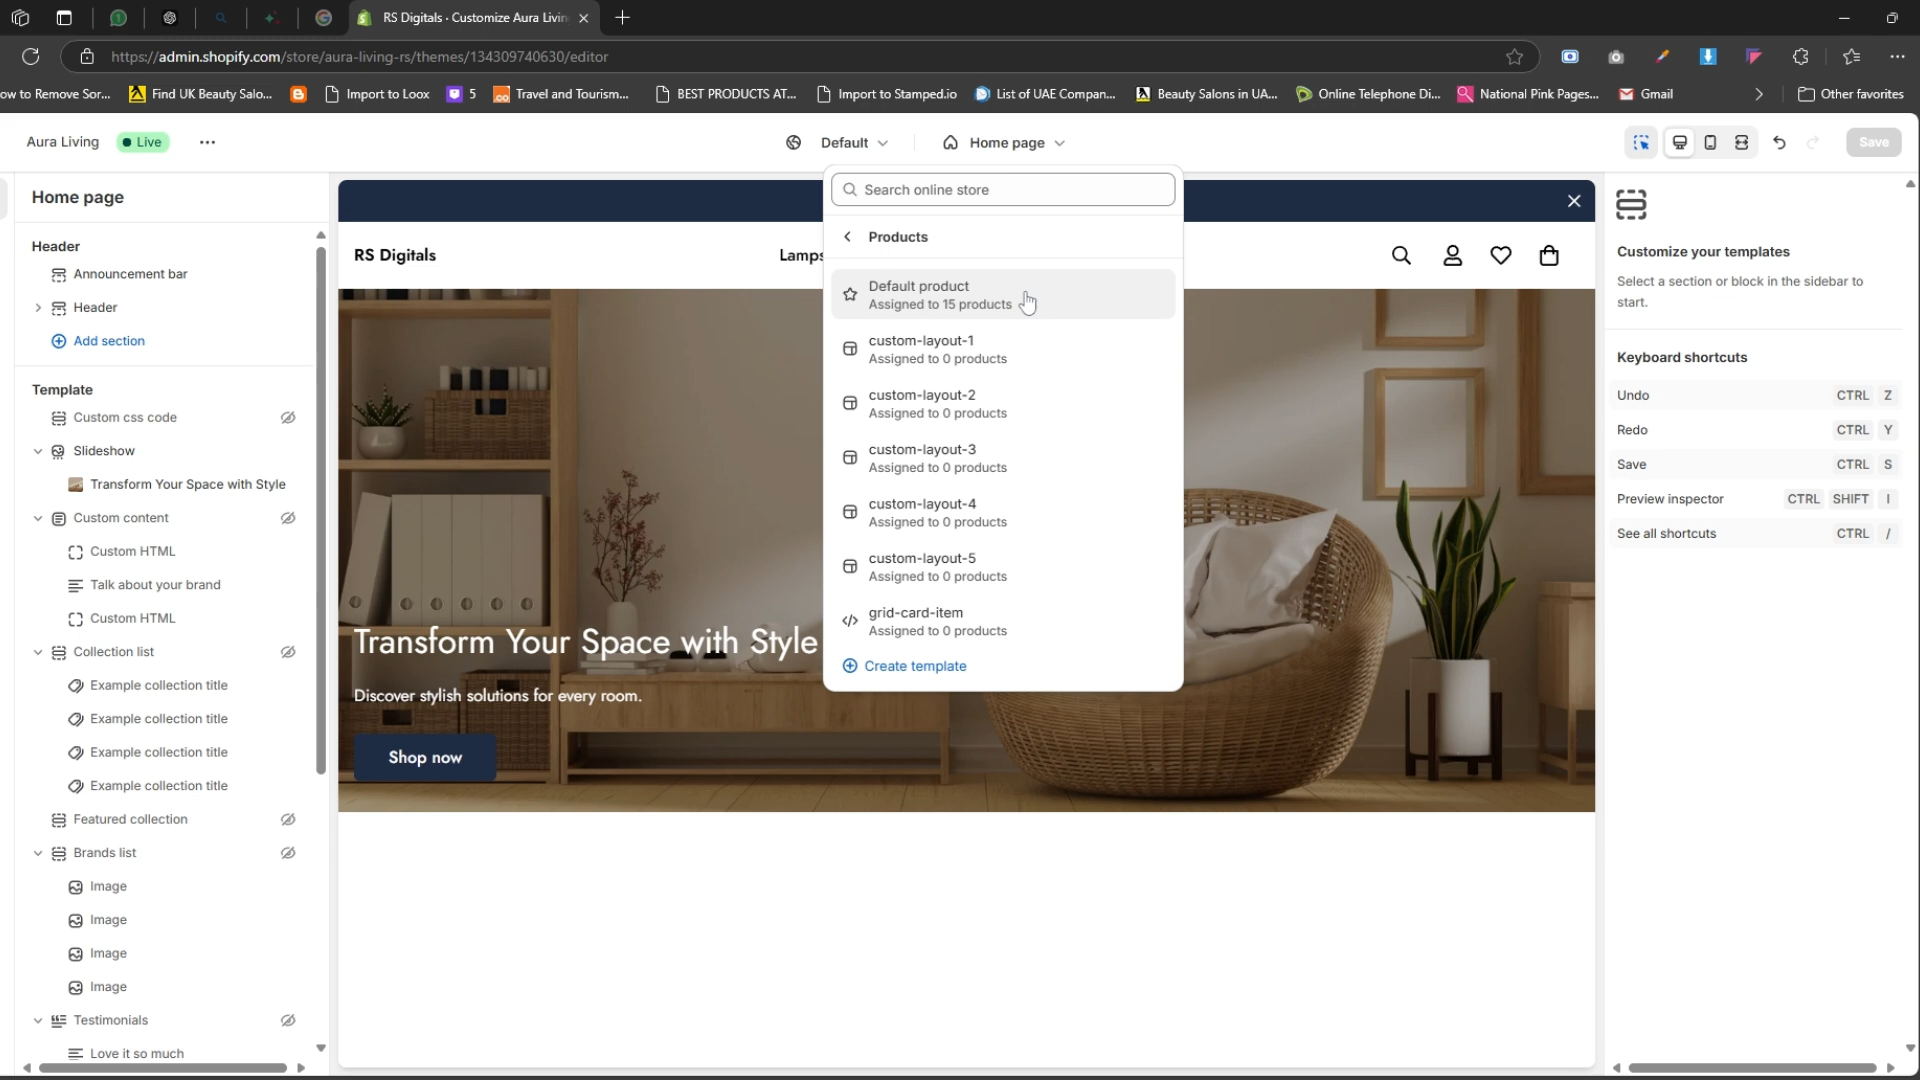 RS Digitals · Customize Aura Livin
https://admin.shopify.com/store/aura-living-rs/themes/134309740630/editor
ow to Remove Sor...
Find UK Beauty Salo...
Import to Loox
5
Travel and Tourism...
BEST PRODUCTS AT...
Import to Stamped.io
List of UAE Compan...
Beauty Salons in UA...
Online Telephone Di...
National Pink Pages...
Gmail
Other favorites
Aura Living
Live
Default
Home page
Save
Home page
Header
Announcement bar
Header
Add section
Template
Custom css code
Slideshow
Transform Your Space with Style
Custom content
Custom HTML
Talk about your brand
Custom HTML
Collection list
Example collection title
Example collection title
Example collection title
Example collection title
Featured collection
Brands list
Image
Image
Image
Image
Testimonials
Love it so much
RS Digitals
Lamps
Transform Your Space with Style
Discover stylish solutions for every room.
Shop now
Search online store
Products
Default product
Assigned to 15 products
custom-layout-1
Assigned to 0 products
custom-layout-2
Assigned to 0 products
custom-layout-3
Assigned to 0 products
custom-layout-4
Assigned to 0 products
custom-layout-5
Assigned to 0 products
grid-card-item
Assigned to 0 products
Create template
Customize your templates
Select a section or block in the sidebar to
start.
Keyboard shortcuts
Undo CTRL Z
Redo CTRL Y
Save CTRL S
Preview inspector CTRL SHIFT I
See all shortcuts CTRL /